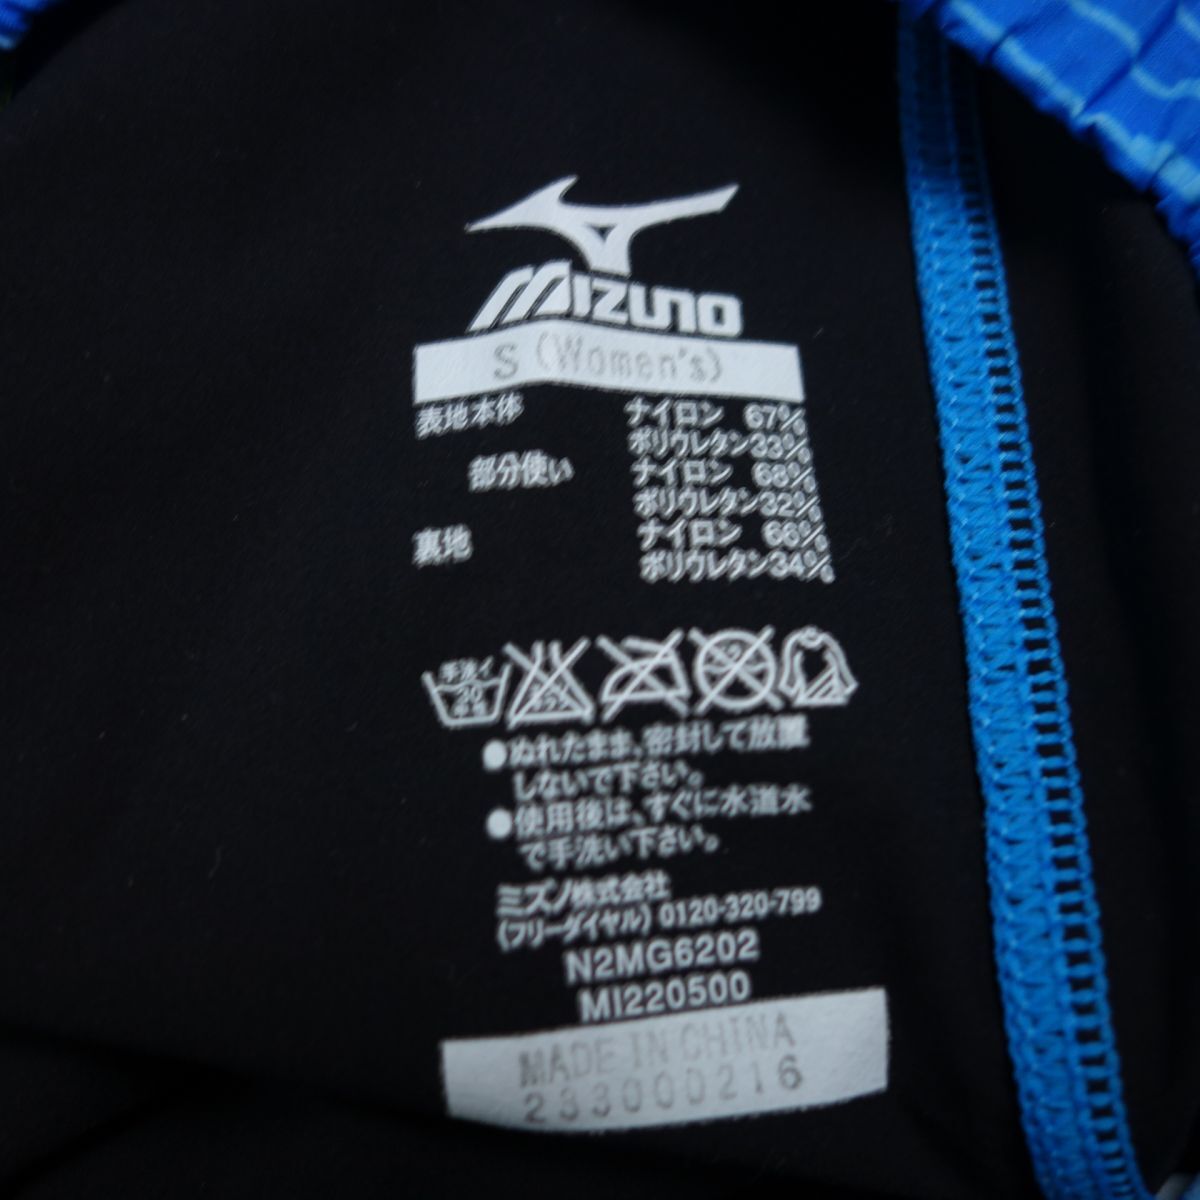 MIZUNO
S (Women's)
表地本体 ナイロン 67%
ポリウレタン33%
部分使い ナイロン 68%
ポリウレタン32%
裏地 ナイロン 66%
ポリウレタン34%
手洗イ
30
●ぬれたまま、密封して放置
しないで下さい。
●使用後は、すぐに水道水
で手洗い下さい。
ミズノ株式会社
(フリーダイヤル) 0120-320-799
N2MG6202
MI220500
MADE IN CHINA
233000216